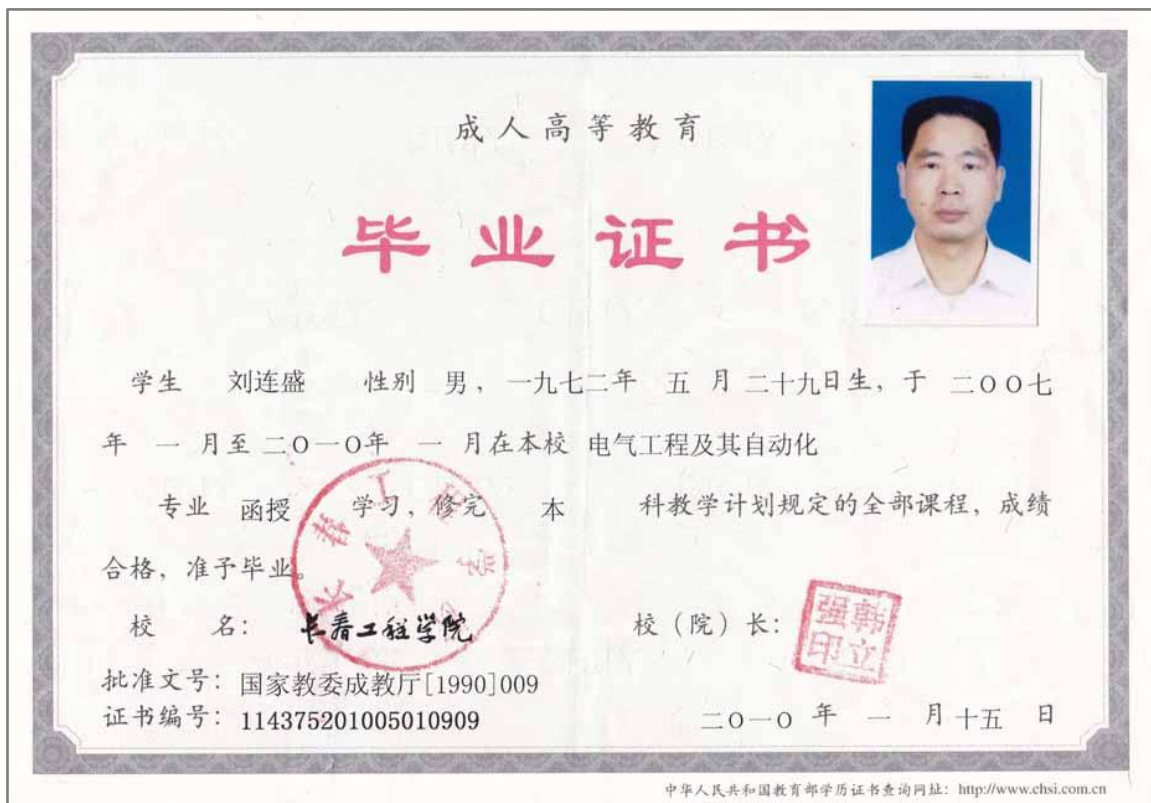 成人高等教育
毕业证书
学生 刘连盛 性别 男，一九七二年 五 月 二十九日生，于 二〇〇七
年 一 月至 二〇一〇年 一 月在本校 电气工程及其自动化
专业 函授 学习，修完 本 科教学计划规定的全部课程，成绩
合格，准予毕业。
校 名： 长春工程学院 校（院）长：
韩立强印
批准文号：国家教委成教厅[1990]009
证书编号：114375201005010909 二〇一〇 年 一 月 十五 日
中华人民共和国教育部学历证书查询网址：http://www.chsi.com.cn